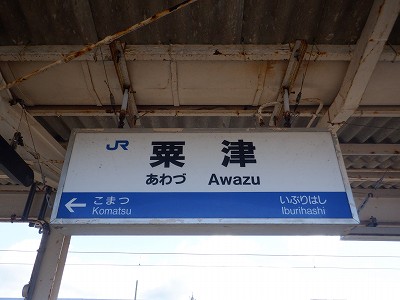 JR 粟津
あわづ Awazu
← こまつ いぶりはし
Komatsu Iburihashi